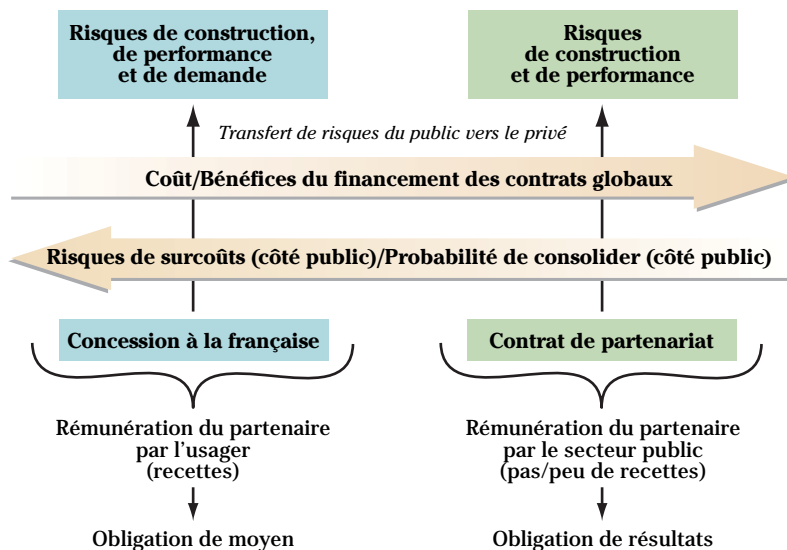 Risques de construction,
de performance
et de demande
Risques
de construction
et de performance
Transfert de risques du public vers le privé
Coût/Bénéfices du financement des contrats globaux
Risques de surcoûts (côté public)/Probabilité de consolider (côté public)
Concession à la française
Contrat de partenariat
Rémunération du partenaire
par l'usager
(recettes)
Rémunération du partenaire
par le secteur public
(pas/peu de recettes)
Obligation de moyen
Obligation de résultats